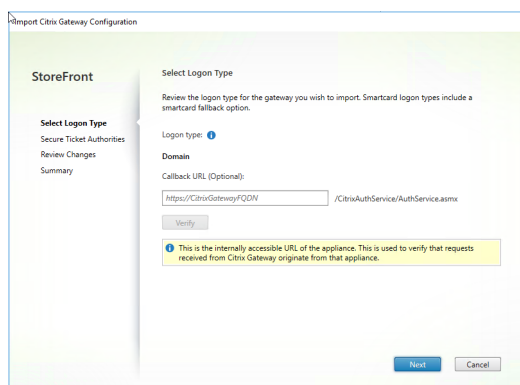 Import Citrix Gateway Configuration
StoreFront
Select Logon Type
Secure Ticket Authorities
Review Changes
Summary
Select Logon Type
Review the logon type for the gateway you wish to import. Smartcard logon types include a
smartcard fallback option.
Logon type:
Domain
Callback URL (Optional):
https://CitrixGatewayFQDN /CitrixAuthService/AuthService.asmx
Verify
This is the internally accessible URL of the appliance. This is used to verify that requests
received from Citrix Gateway originate from that appliance.
Next Cancel